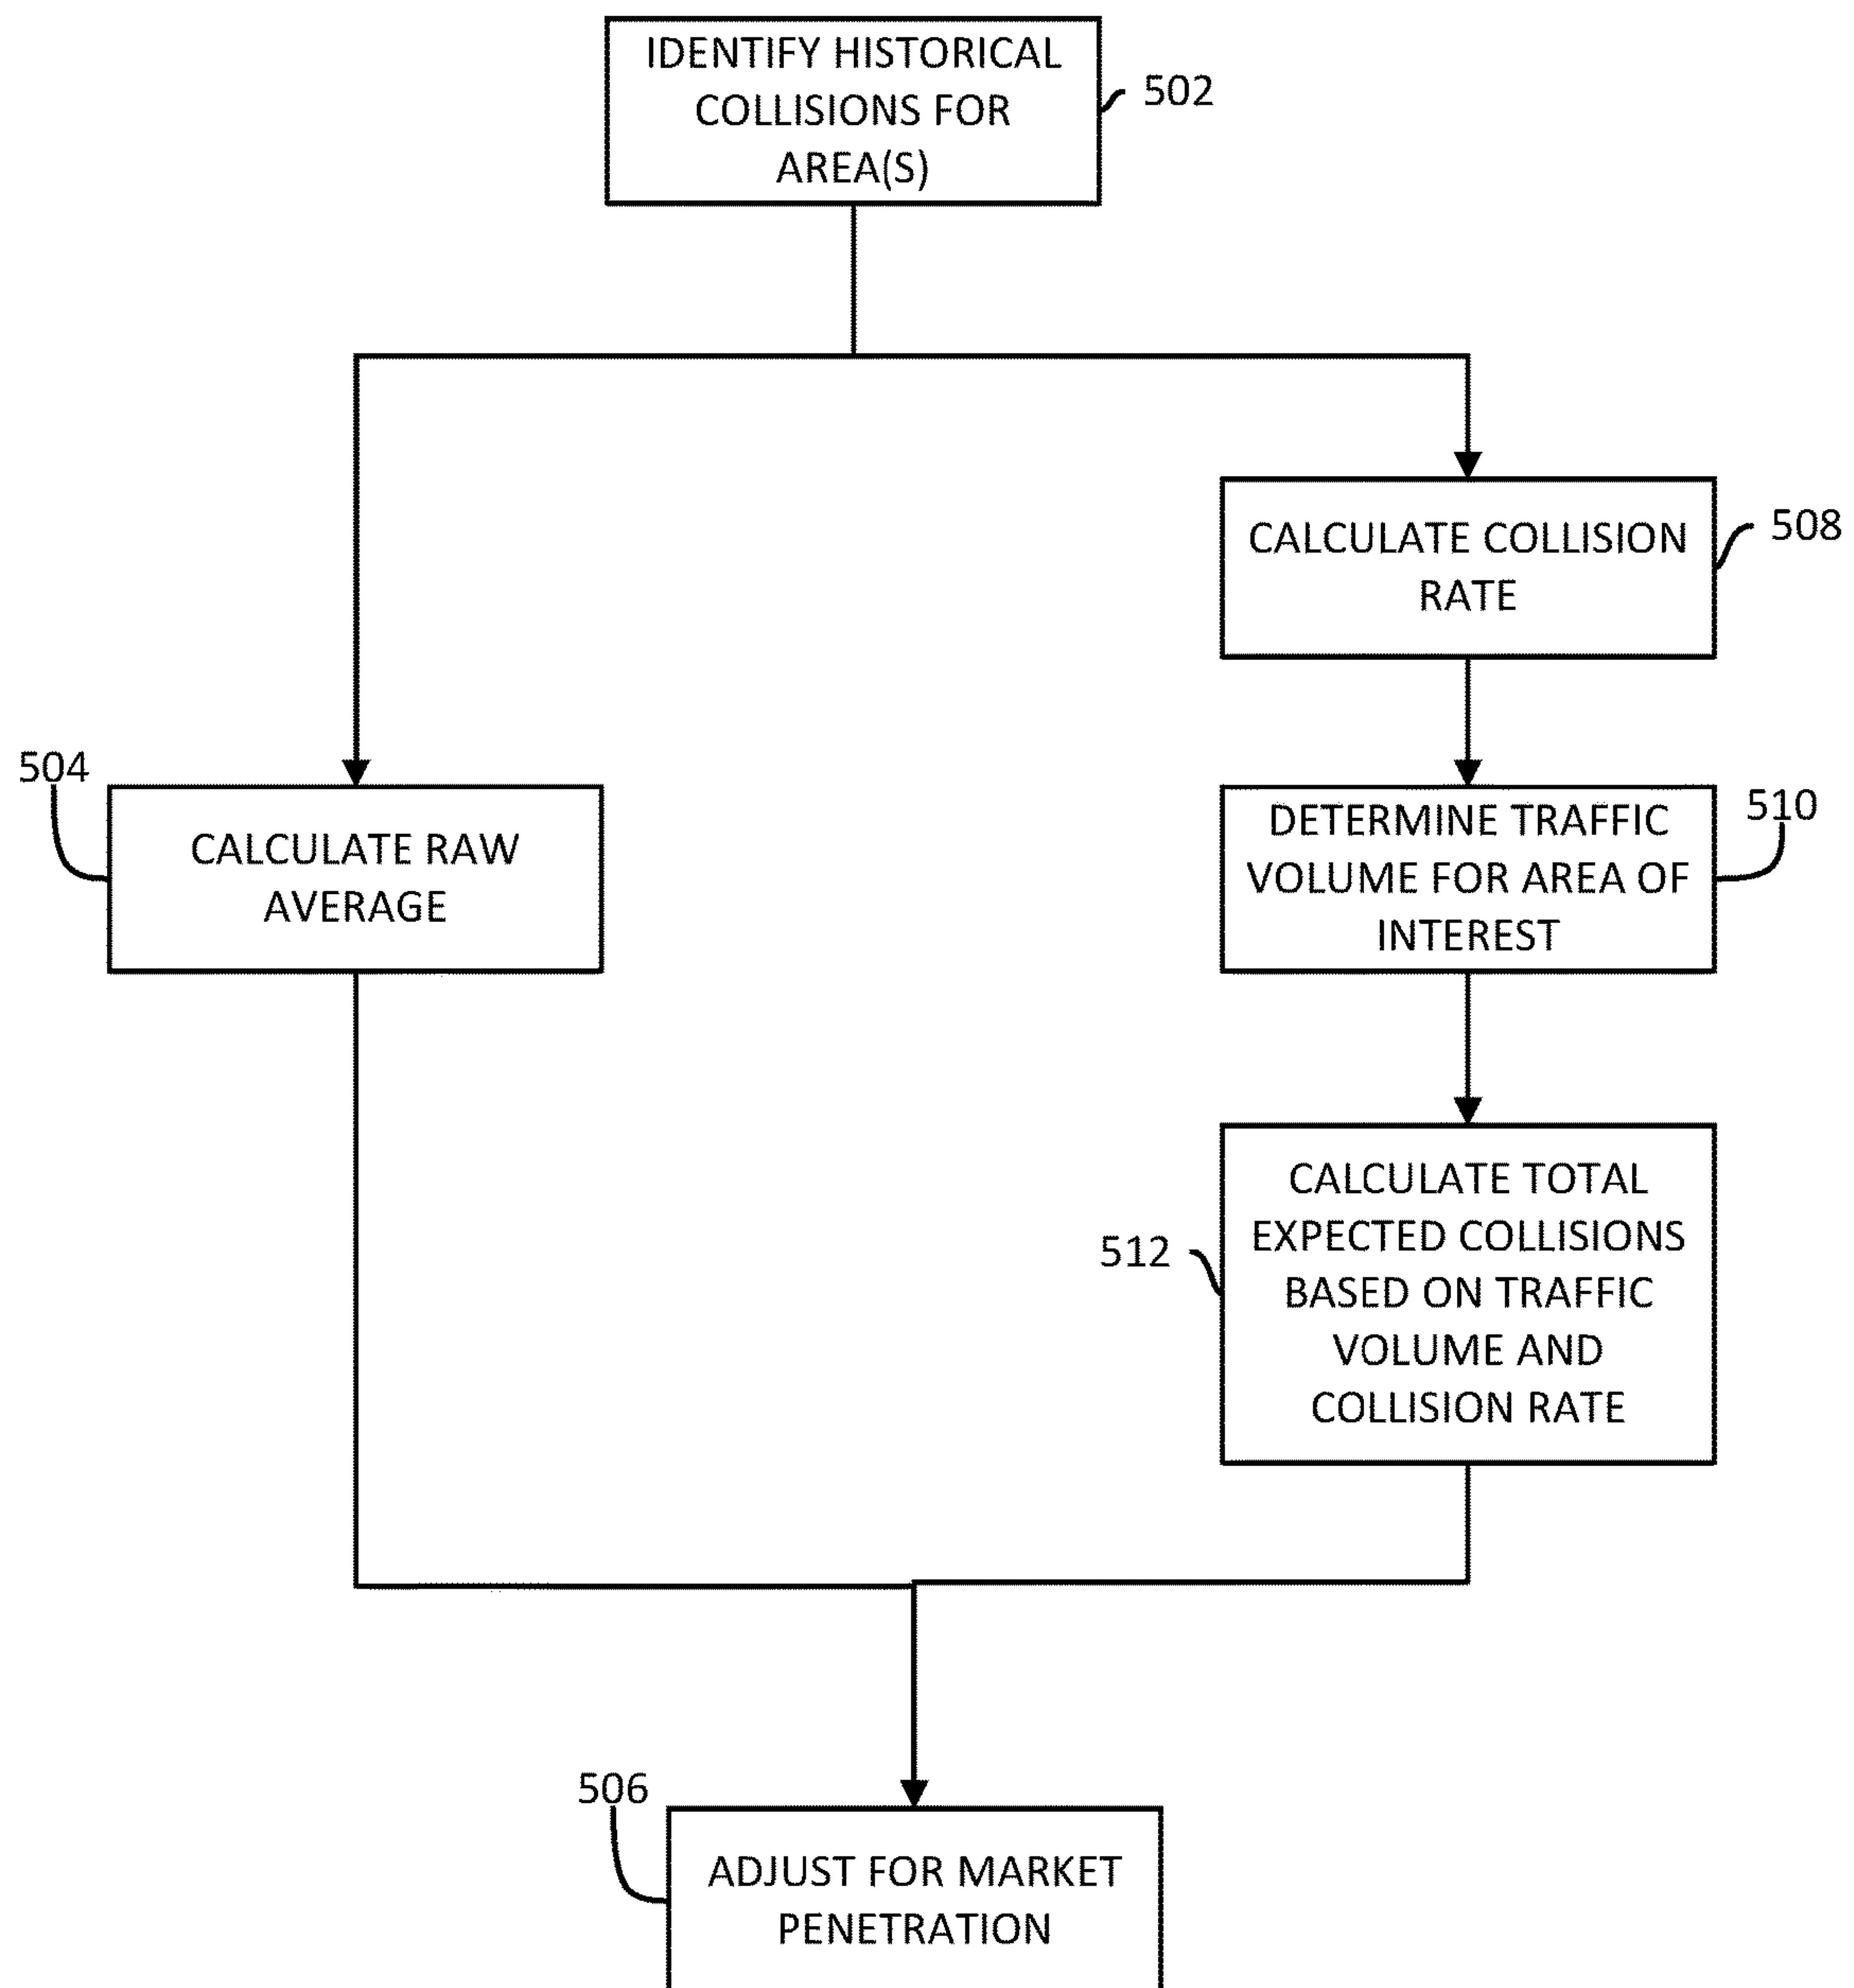 IDENTIFY HISTORICAL
COLLISIONS FOR
AREA(S)
502
CALCULATE COLLISION
RATE
508
504
CALCULATE RAW
AVERAGE
DETERMINE TRAFFIC
VOLUME FOR AREA OF
INTEREST
510
CALCULATE TOTAL
EXPECTED COLLISIONS
BASED ON TRAFFIC
VOLUME AND
COLLISION RATE
512
506
ADJUST FOR MARKET
PENETRATION